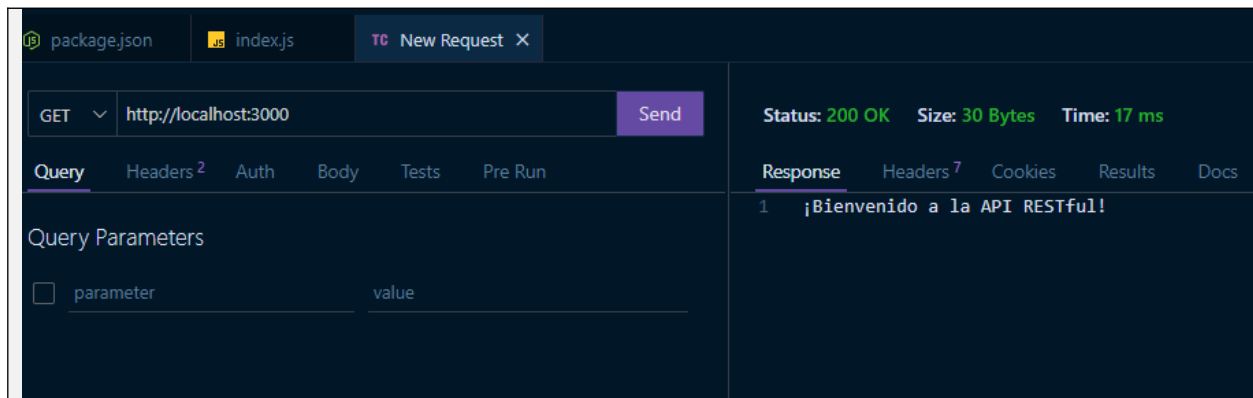 package.json
JS index.js
TC New Request ×
GET http://localhost:3000 Send
Query Headers 2 Auth Body Tests Pre Run
Query Parameters
parameter value
Status: 200 OK Size: 30 Bytes Time: 17 ms
Response Headers 7 Cookies Results Docs
1 ¡Bienvenido a la API RESTful!